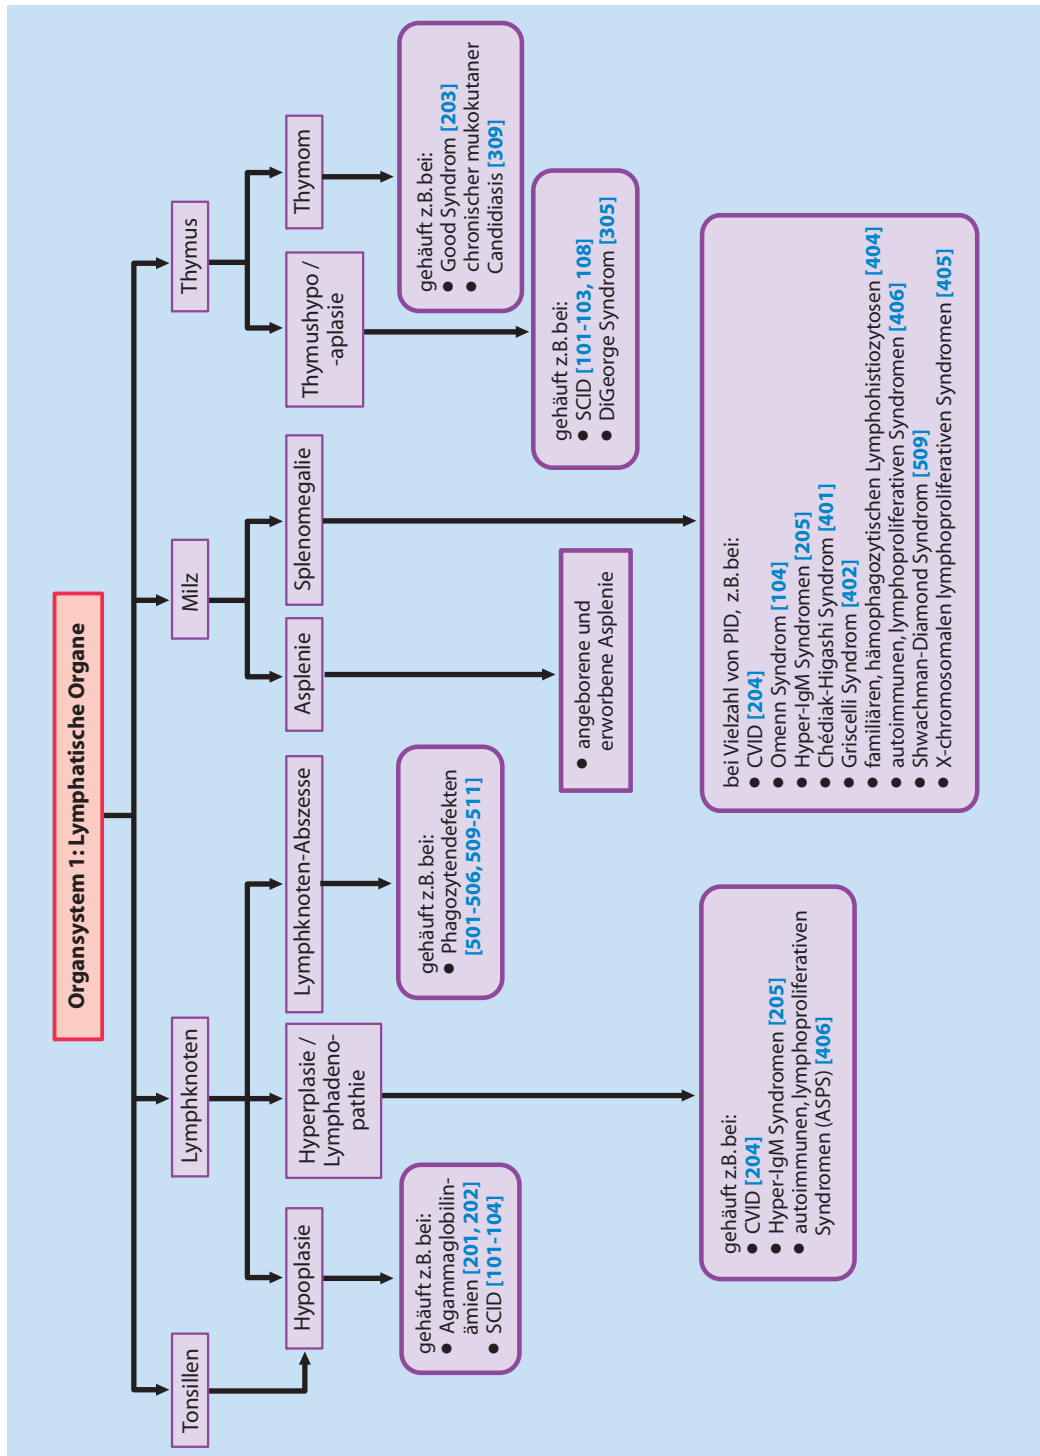 Organsystem 1: Lymphatische Organe
Tonsillen
Lymphknoten
Milz
Thymus
Hypoplasie
Hyperplasie /
Lymphadeno-
pathie
Lymphknoten-Abszesse
Asplenie
Splenomegalie
Thymushypo /
-aplasie
Thymom
gehäuft z.B. bei:
● Agammaglobilin-
ämien [201, 202]
● SCID [101-104]
gehäuft z.B. bei:
● CVID [204]
● Hyper-IgM Syndromen [205]
● autoimmunen, lymphoproliferativen
Syndromen (ASPS) [406]
gehäuft z.B. bei:
● Phagozytendefekten
[501-506, 509-511]
● angeborene und
erworbene Asplenie
bei Vielzahl von PID, z.B. bei:
● CVID [204]
● Omenn Syndrom [104]
● Hyper-IgM Syndromen [205]
● Chédiak-Higashi Syndrom [401]
● Griscelli Syndrom [402]
● familiären, hämophagozytischen Lymphohistiozytosen [404]
● autoimmunen, lymphoproliferativen Syndromen [406]
● Shwachman-Diamond Syndrom [509]
● X-chromosomalen lymphoproliferativen Syndromen [405]
gehäuft z.B. bei:
● SCID [101-103, 108]
● DiGeorge Syndrom [305]
gehäuft z.B. bei:
● Good Syndrom [203]
● chronischer mukokutaner
Candidiasis [309]